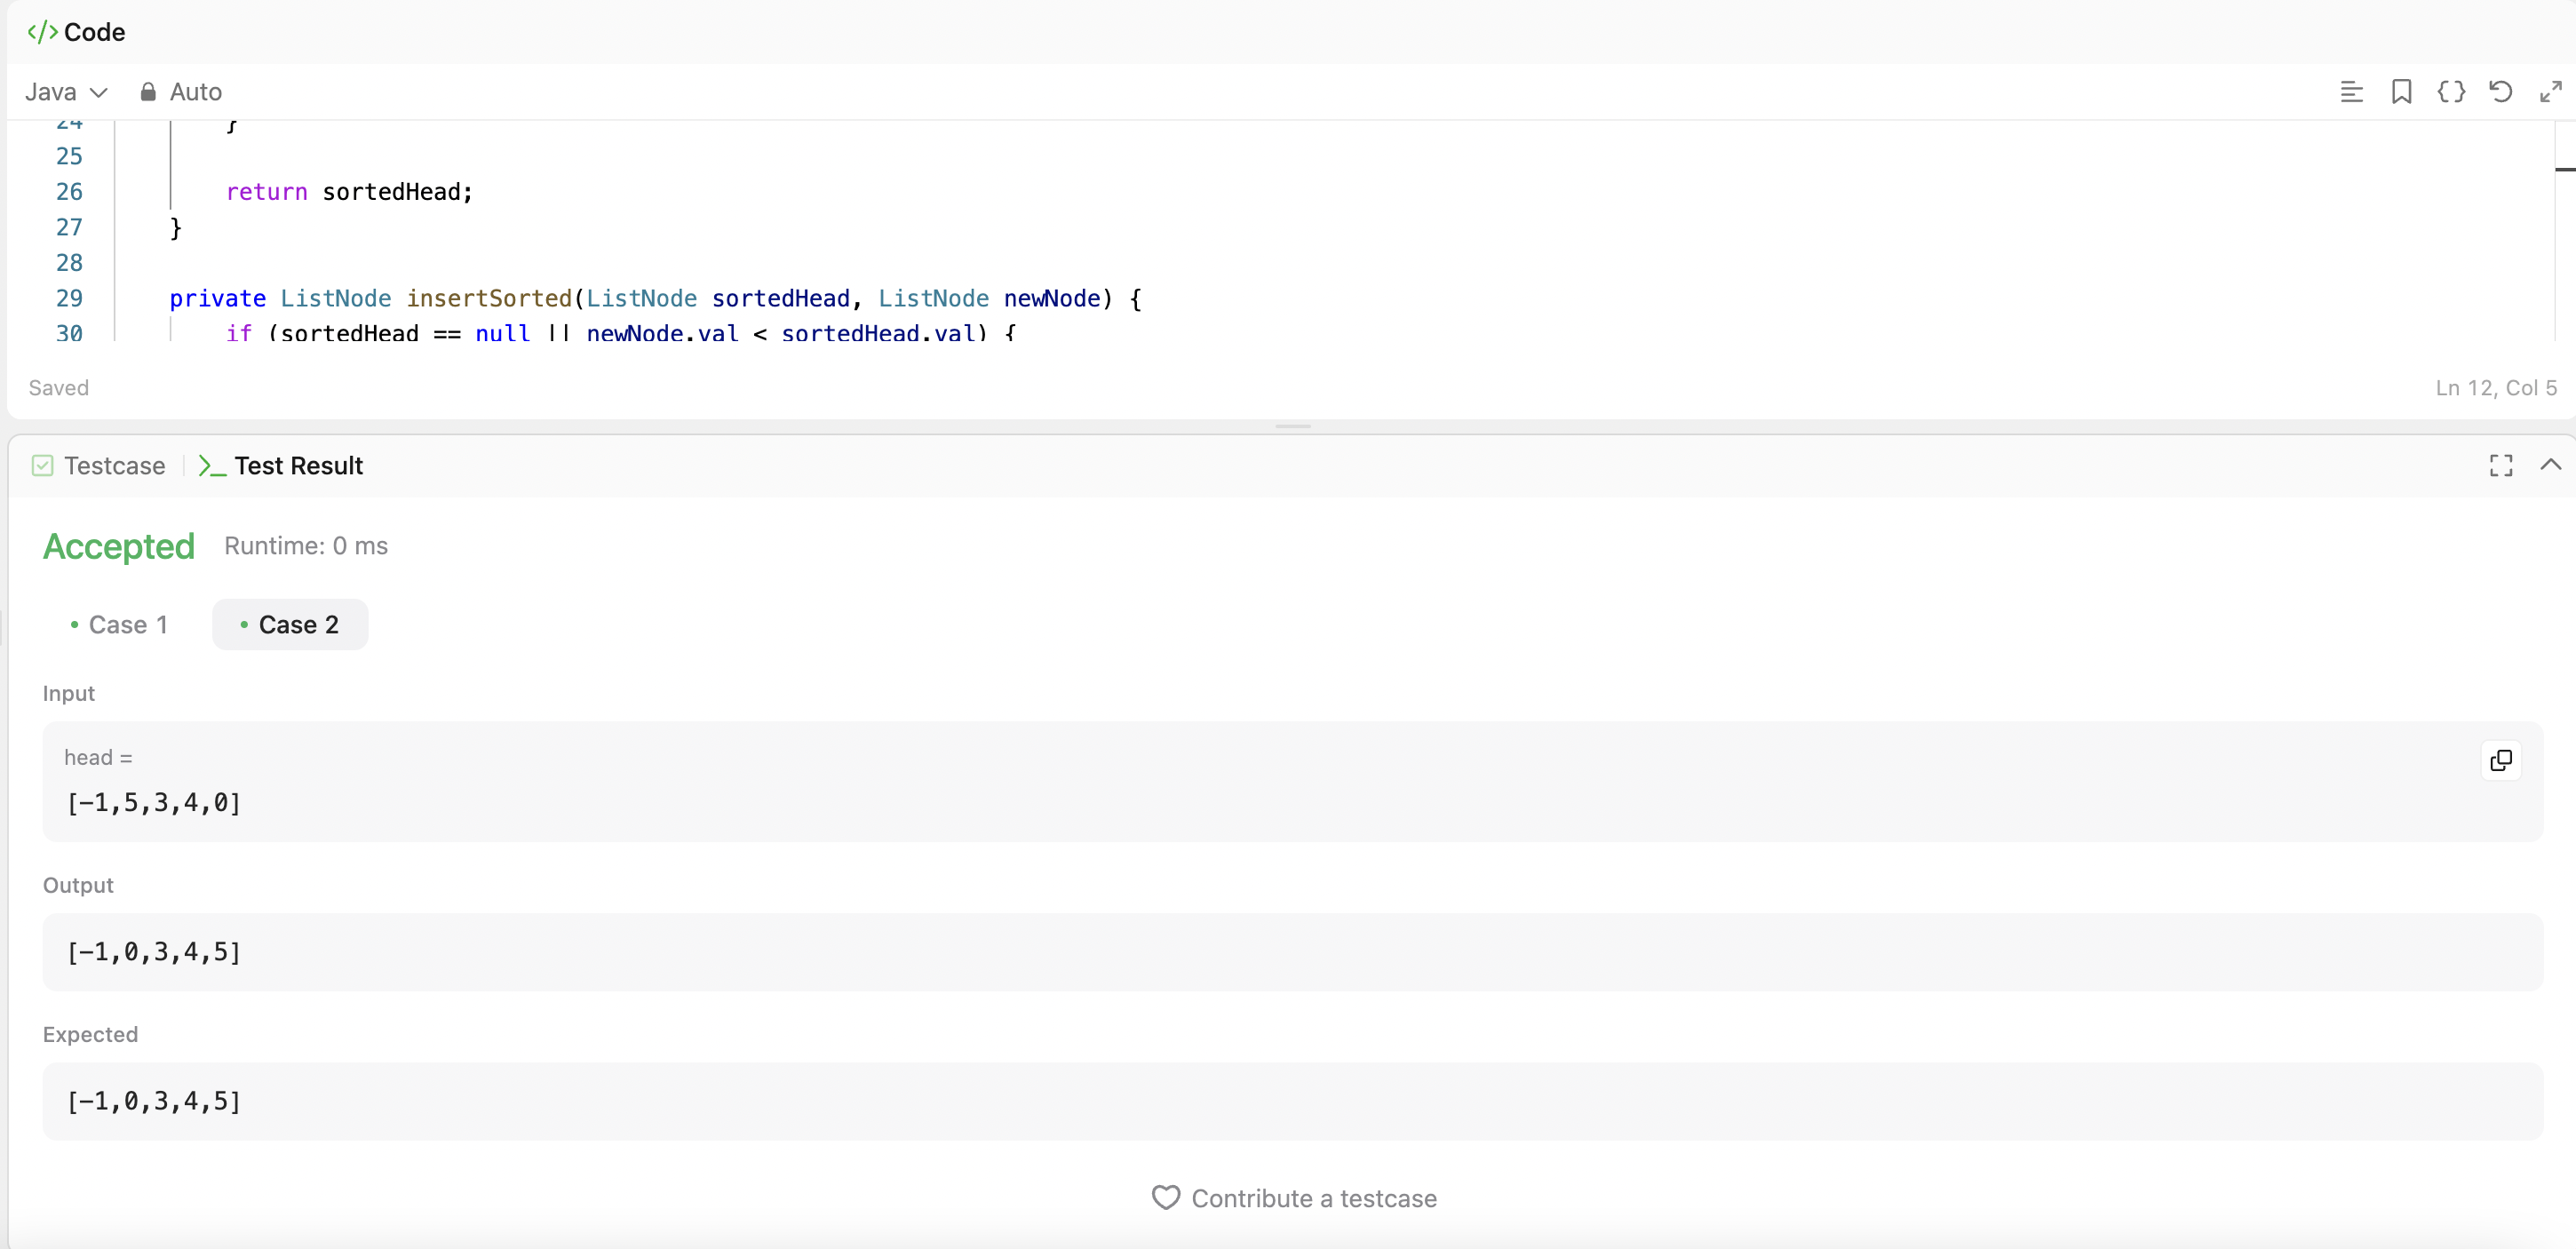 </> Code
Java Auto
24 }
25
26 return sortedHead;
27 }
28
29 private ListNode insertSorted(ListNode sortedHead, ListNode newNode) {
30 if (sortedHead == null || newNode.val < sortedHead.val) {
Saved Ln 12, Col 5
Testcase >_ Test Result
Accepted Runtime: 0 ms
• Case 1 • Case 2
Input
head =
[-1,5,3,4,0]
Output
[-1,0,3,4,5]
Expected
[-1,0,3,4,5]
Contribute a testcase